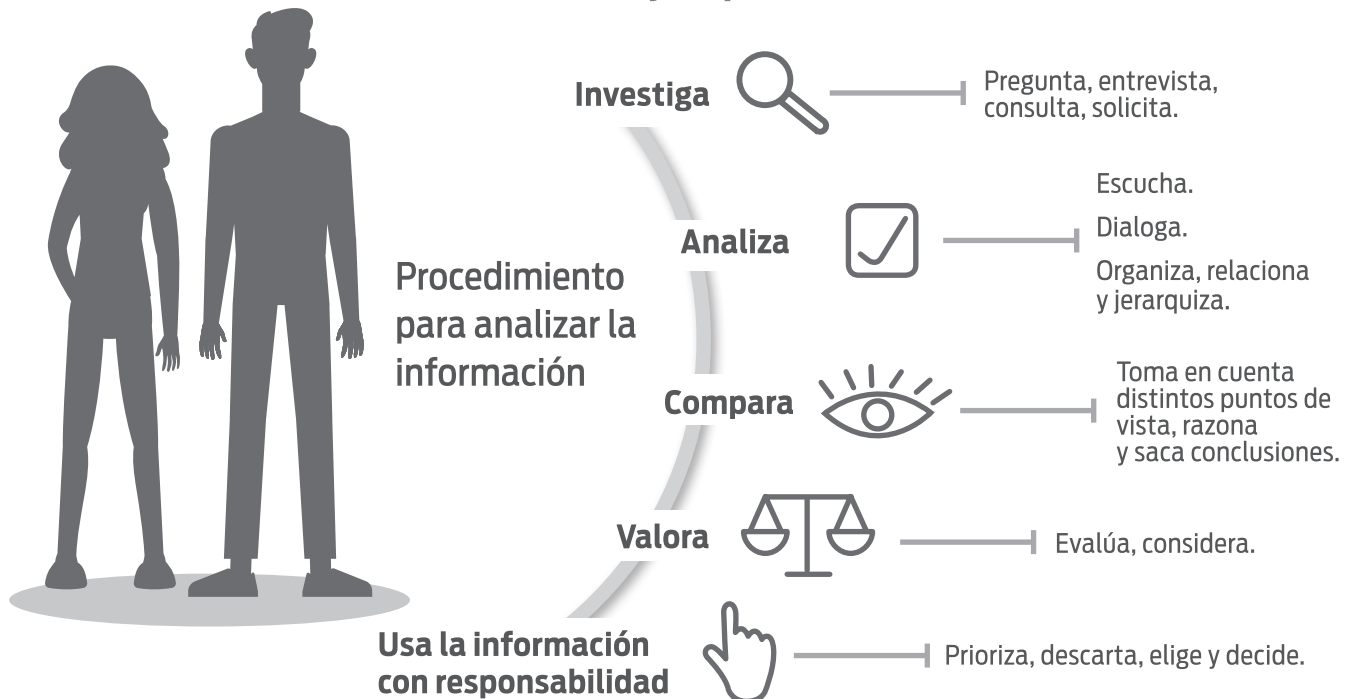 Investiga
Pregunta, entrevista,
consulta, solicita.
Analiza
Escucha.
Dialoga.
Organiza, relaciona
y jerarquiza.
Procedimiento
para analizar la
información
Compara
Toma en cuenta
distintos puntos de
vista, razona
y saca conclusiones.
Valora
Evalúa, considera.
Usa la información
con responsabilidad
Prioriza, descarta, elige y decide.